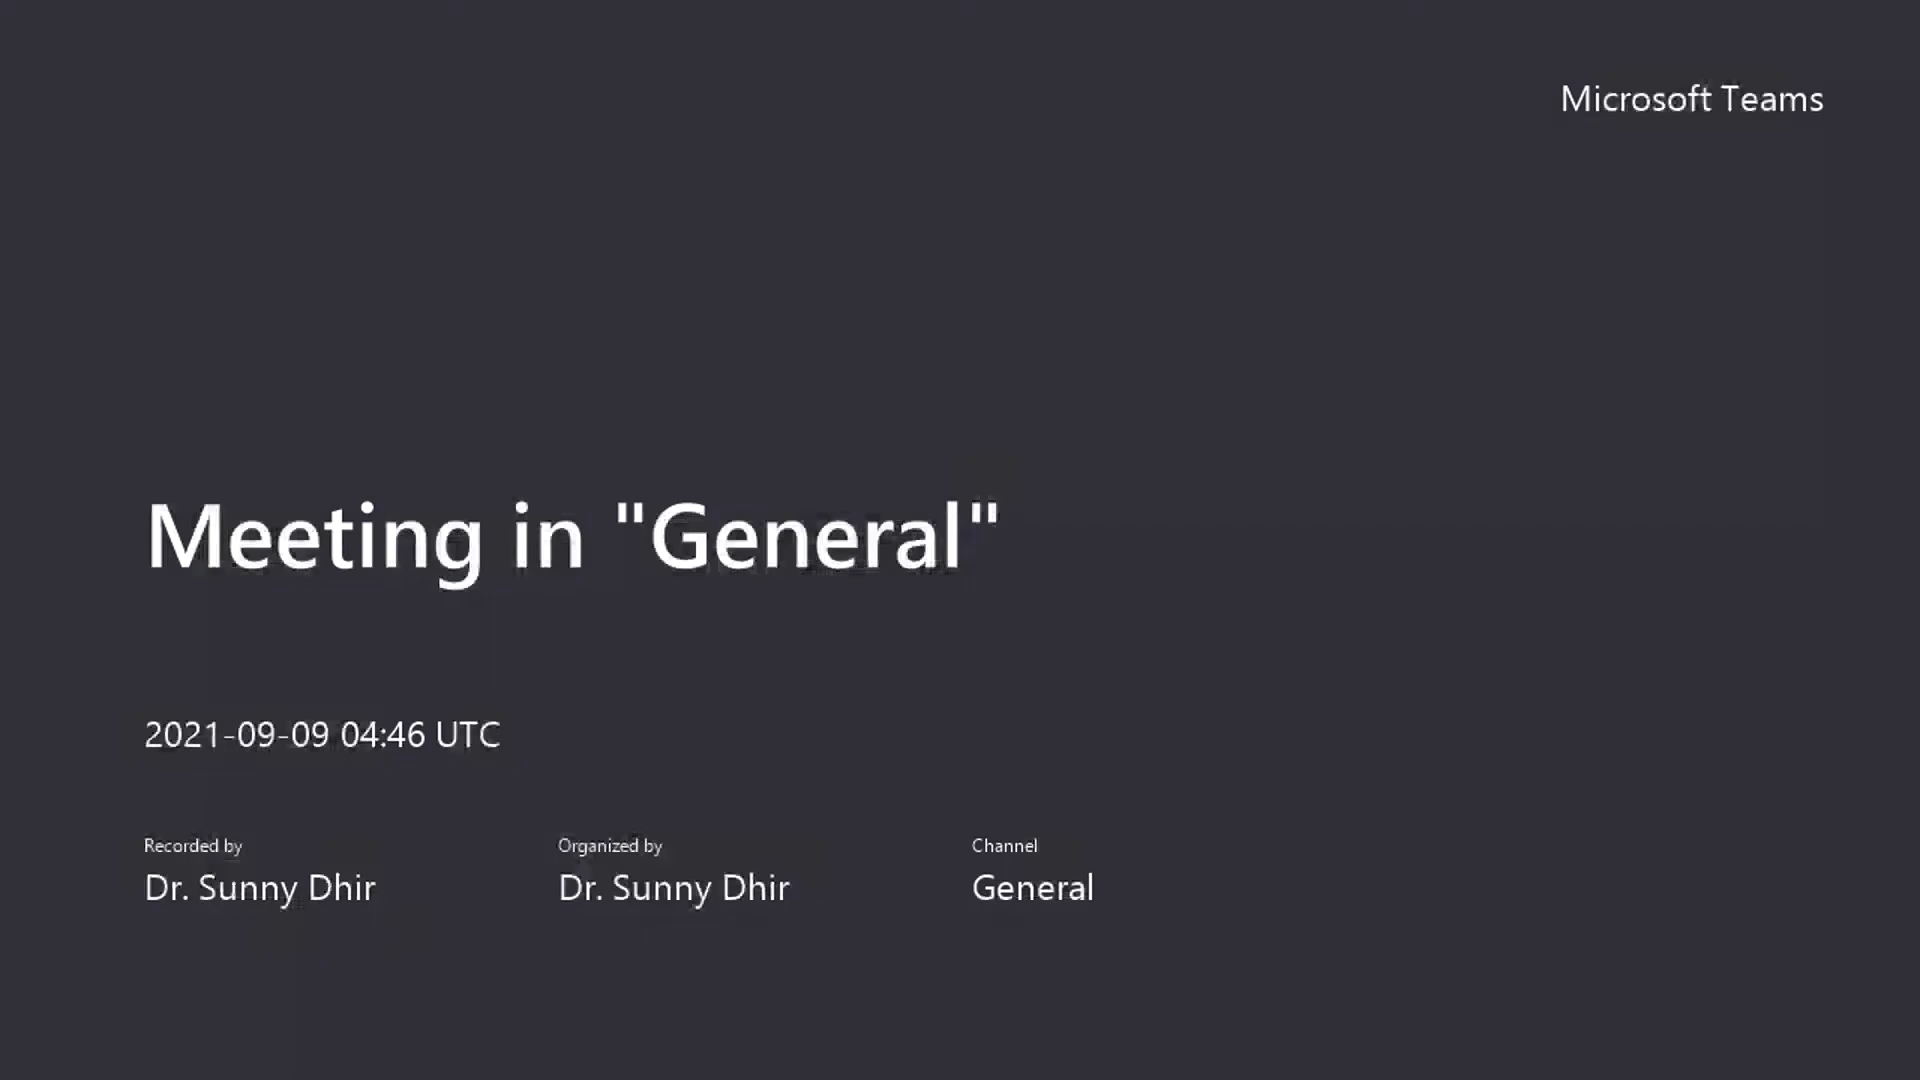 Microsoft Teams
Meeting in "General"
2021-09-09 04:46 UTC
Recorded by
Dr. Sunny Dhir
Organized by
Dr. Sunny Dhir
Channel
General